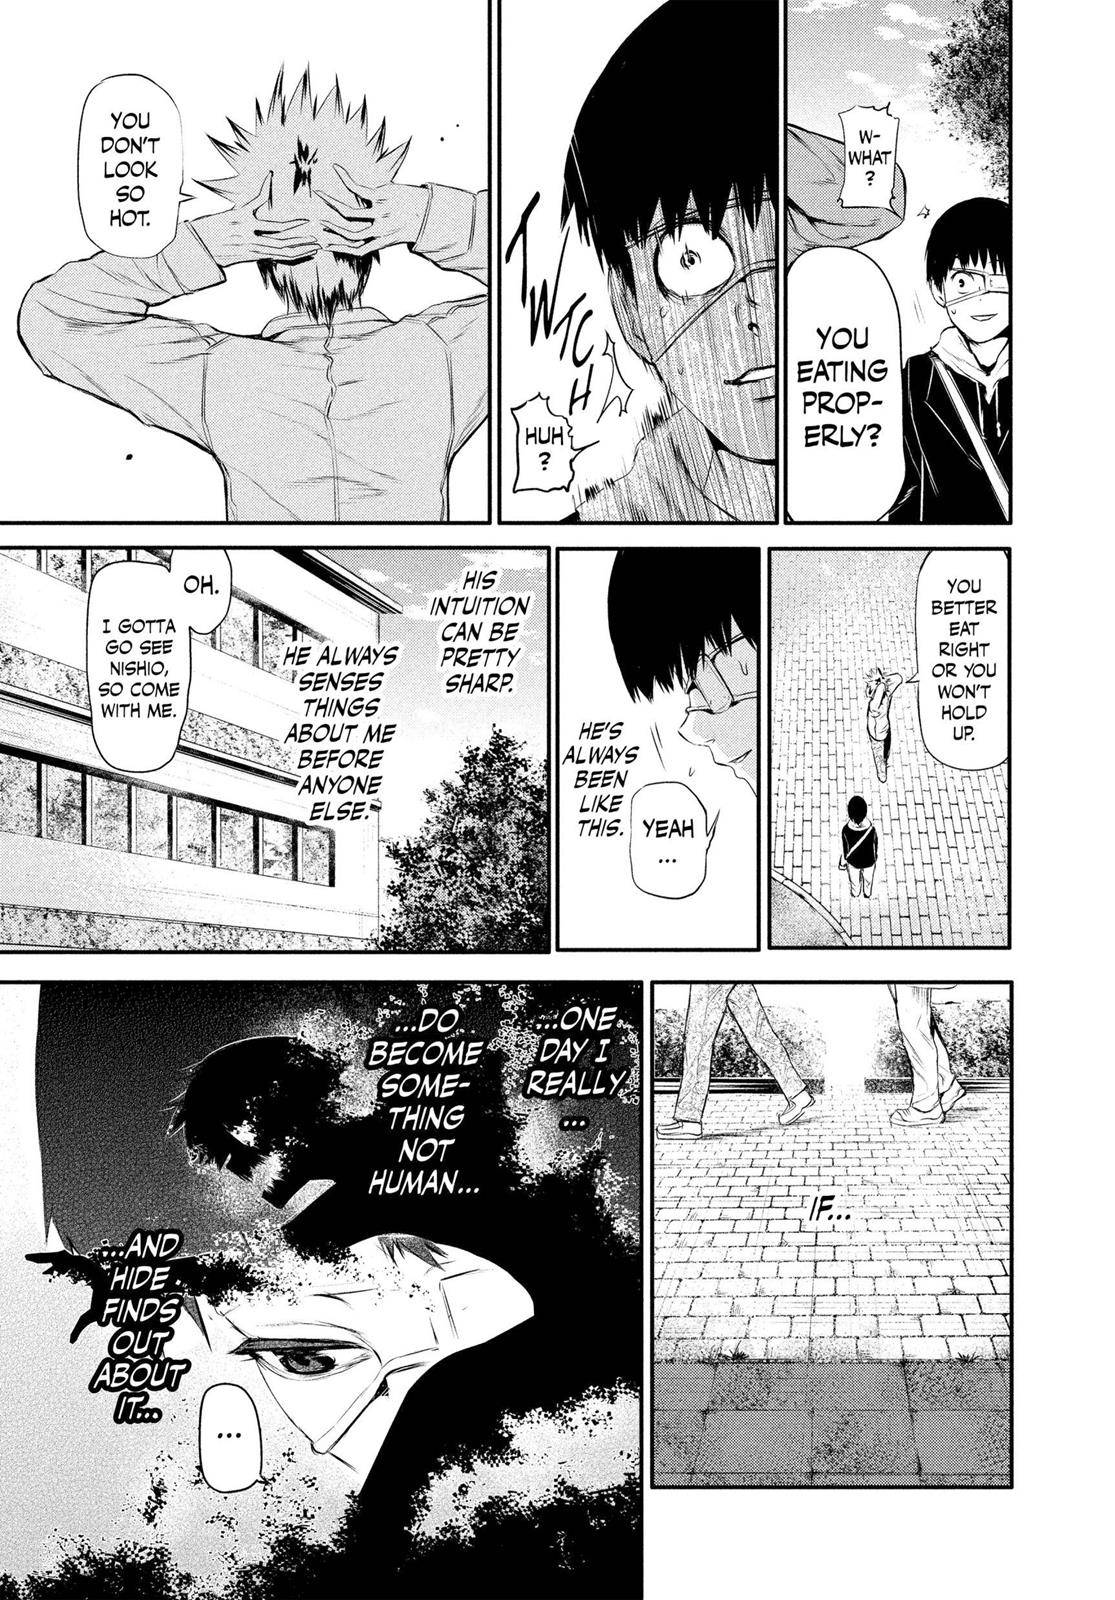 W-
WHAT
?
YOU
EATING
PROP-
ERLY?
TWTCH
HUH
?
YOU
DON'T
LOOK
SO
HOT.
YOU
BETTER
EAT
RIGHT
OR YOU
WON'T
HOLD
UP.
YEAH
...
HE'S
ALWAYS
BEEN
LIKE
THIS.
HIS
INTUITION
CAN BE
PRETTY
SHARP.
HE ALWAYS
SENSES
THINGS
ABOUT ME
BEFORE
ANYONE
ELSE.
OH.
I GOTTA
GO SEE
NISHIO,
SO COME
WITH ME.
IF...
...ONE
DAY I
REALLY
...
...DO
BECOME
SOME-
THING
NOT
HUMAN...
...AND
HIDE
FINDS
OUT
ABOUT
IT...
...